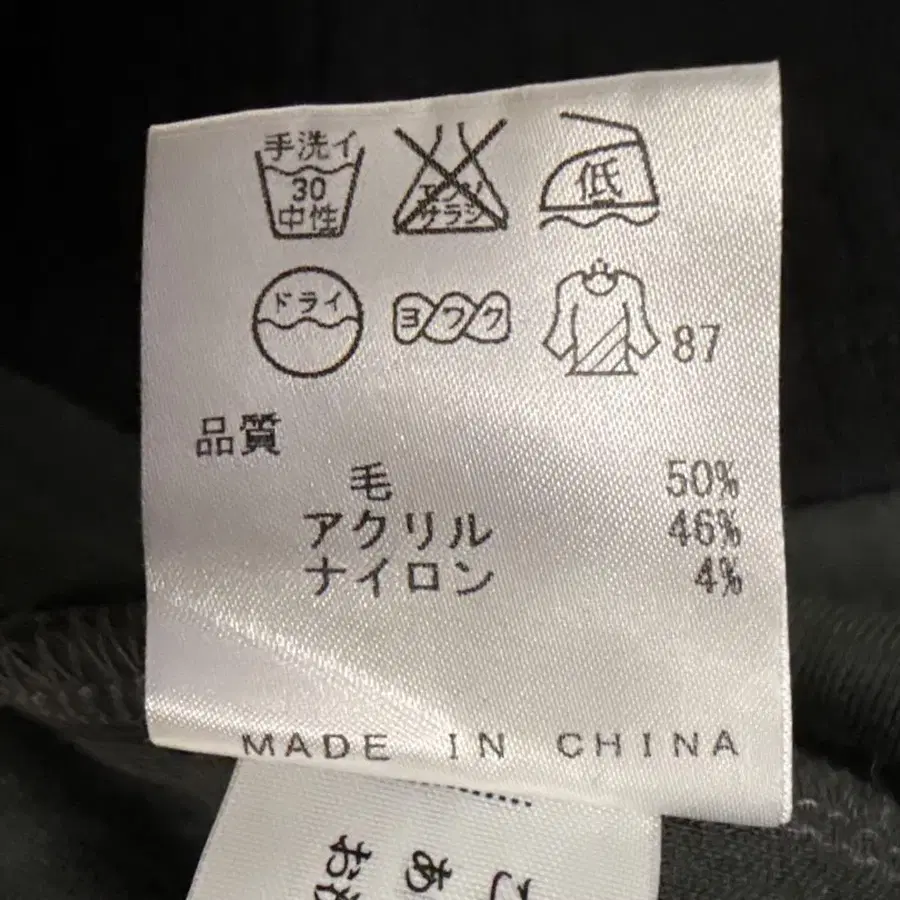 手洗イ
30
中性
エンソ
サラシ
低
ドライ
ヨワク
87
品質
毛 50%
アクリル 46%
ナイロン 4%
MADE IN CHINA